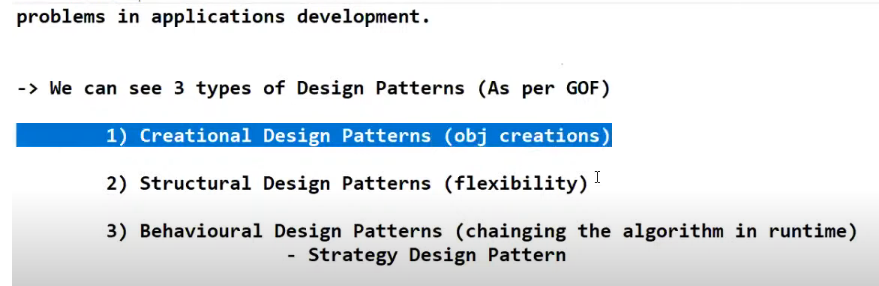 problems in applications development.
-> We can see 3 types of Design Patterns (As per GOF)
1) Creational Design Patterns (obj creations)
2) Structural Design Patterns (flexibility)
3) Behavioural Design Patterns (chainging the algorithm in runtime)
- Strategy Design Pattern